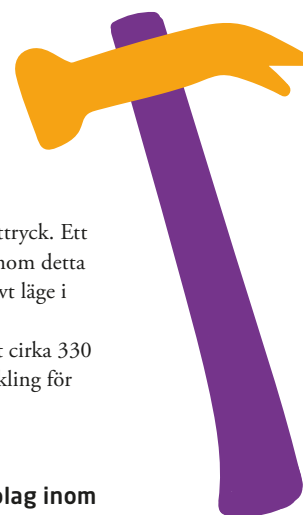 ttryck. Ett
nom detta
vt läge i
t cirka 330
kling för
olag inom